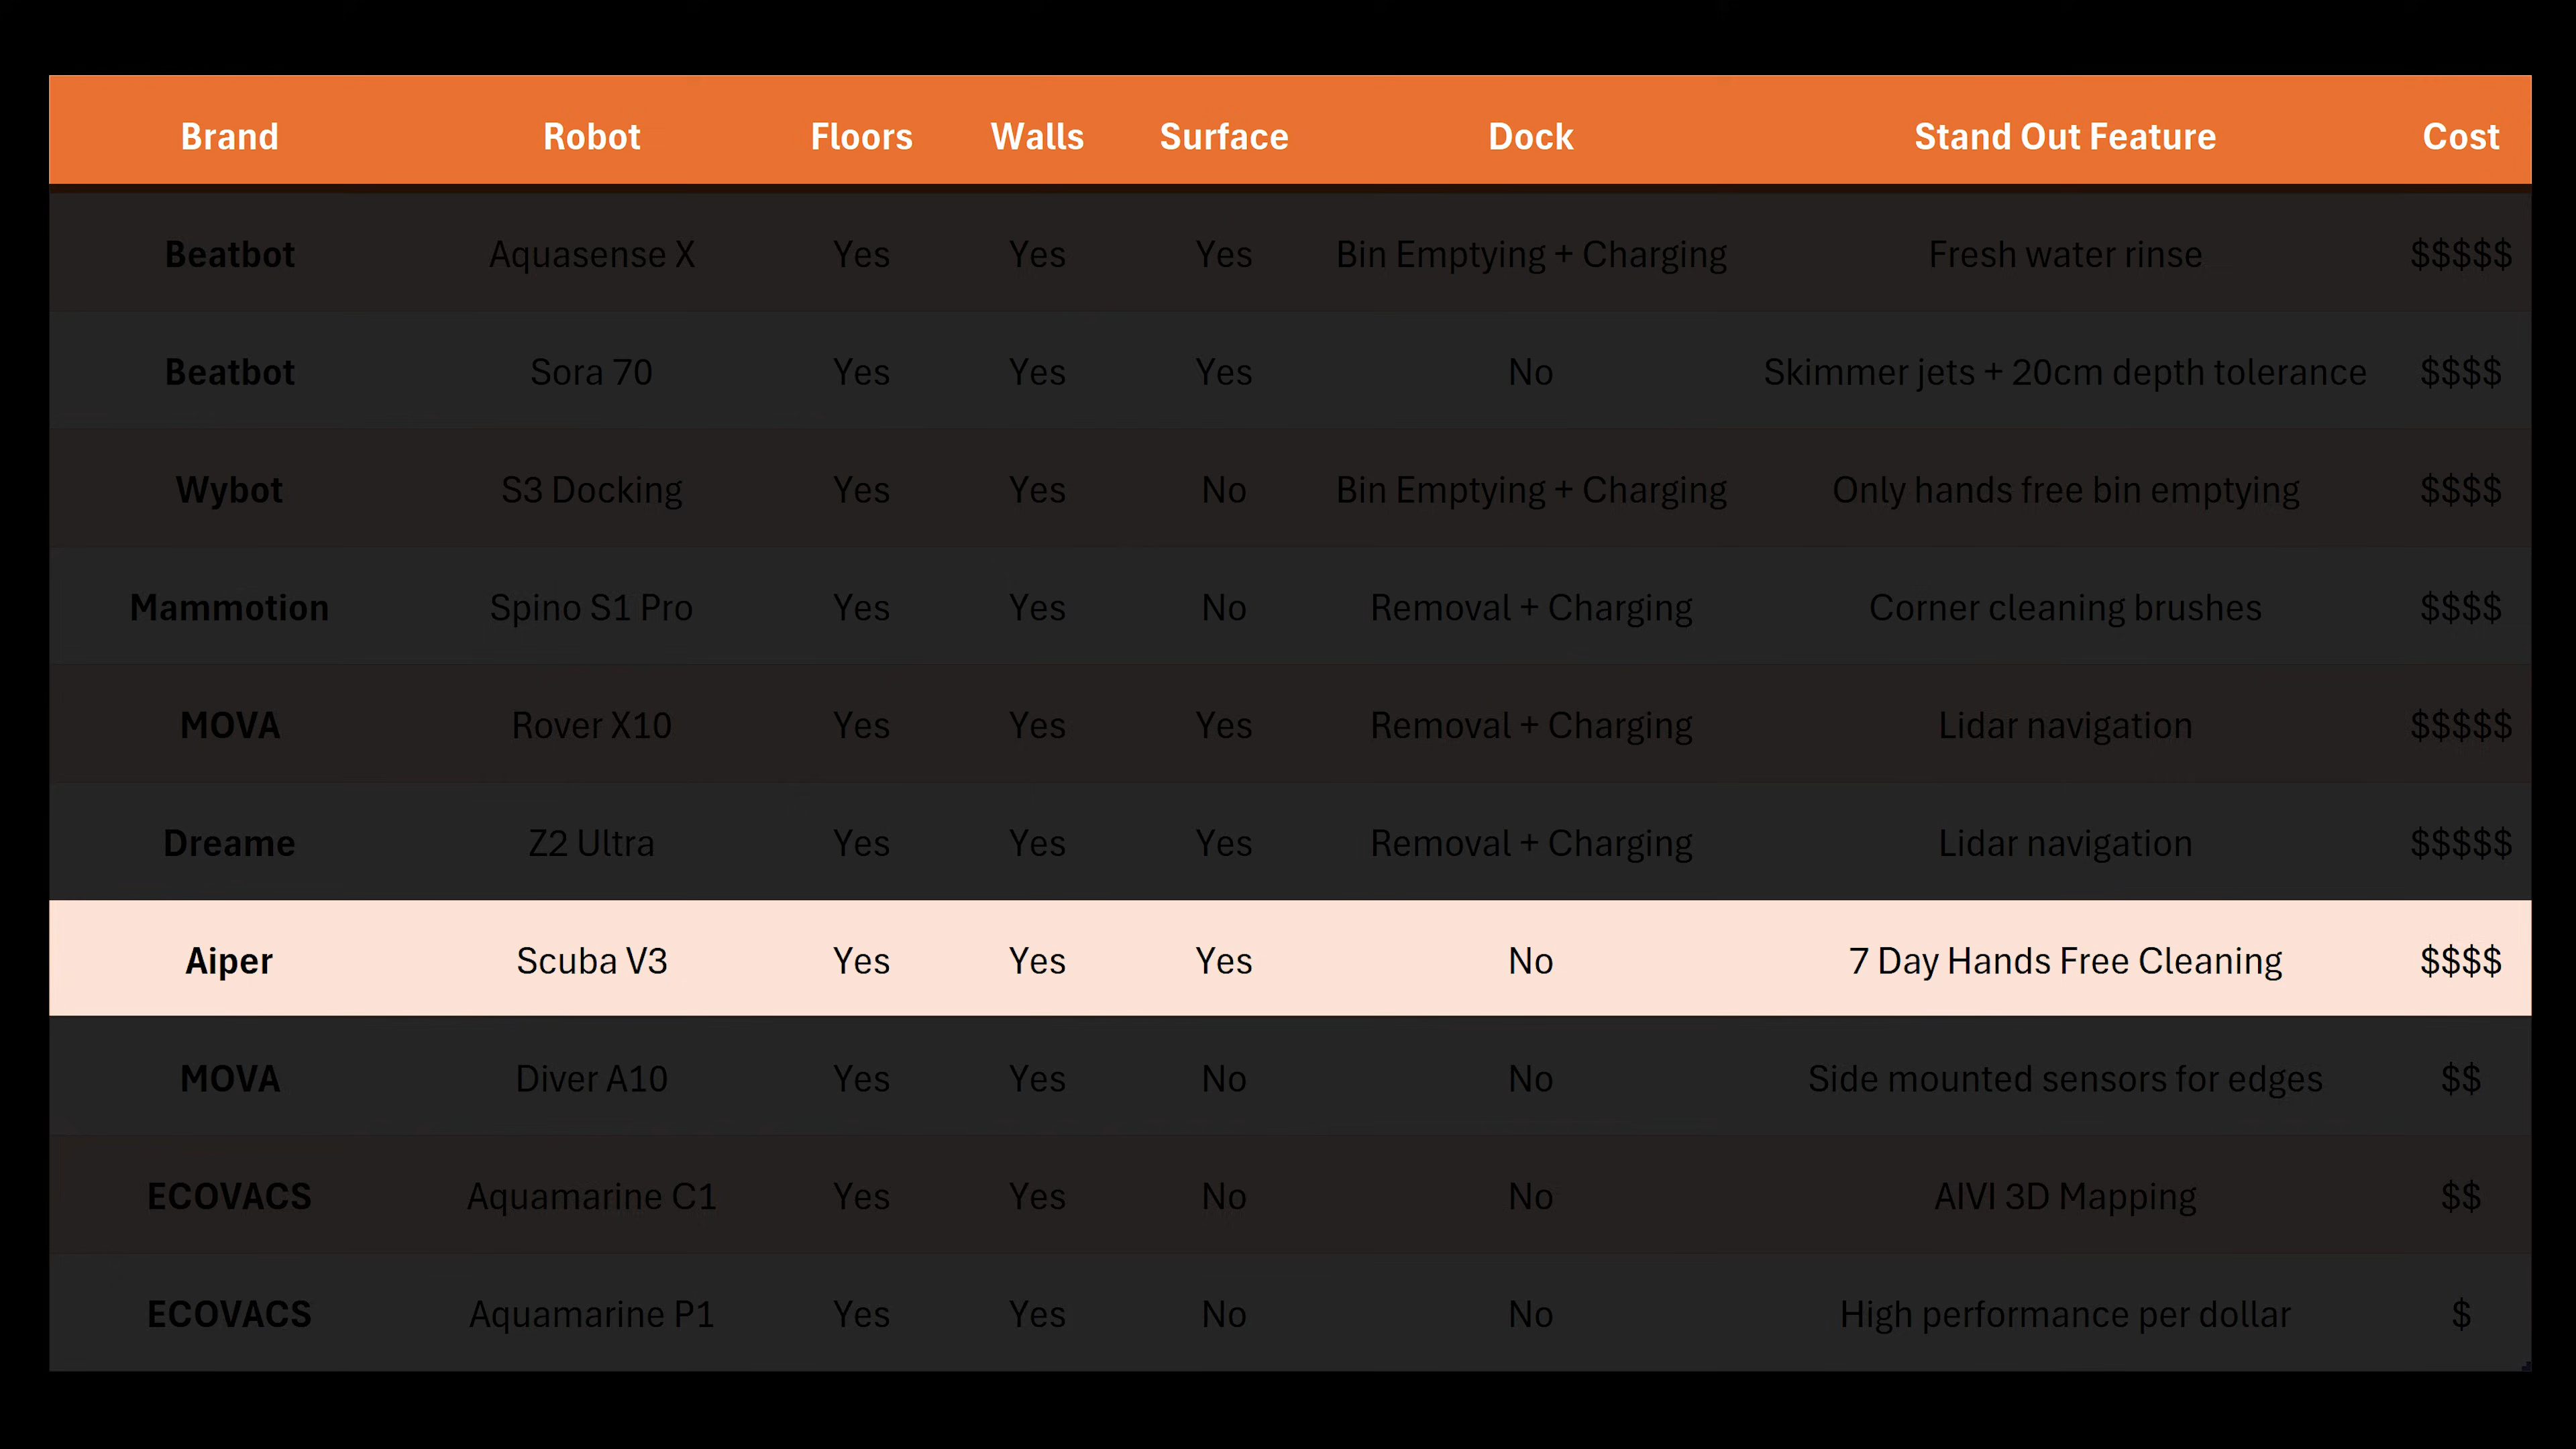 Brand Robot Floors Walls Surface Dock Stand Out Feature Cost
Beatbot Aquasense X Yes Yes Yes Bin Emptying + Charging Fresh water rinse $$$$$
Beatbot Sora 70 Yes Yes Yes No Skimmer jets + 20cm depth tolerance $$$$
Wybot S3 Docking Yes Yes No Bin Emptying + Charging Only hands free bin emptying $$$$
Mammotion Spino S1 Pro Yes Yes No Removal + Charging Corner cleaning brushes $$$$
MOVA Rover X10 Yes Yes Yes Removal + Charging Lidar navigation $$$$$
Dreame Z2 Ultra Yes Yes Yes Removal + Charging Lidar navigation $$$$$
Aiper Scuba V3 Yes Yes Yes No 7 Day Hands Free Cleaning $$$$
MOVA Diver A10 Yes Yes No No Side mounted sensors for edges $$
ECOVACS Aquamarine C1 Yes Yes No No AIVI 3D Mapping $$
ECOVACS Aquamarine P1 Yes Yes No No High performance per dollar $